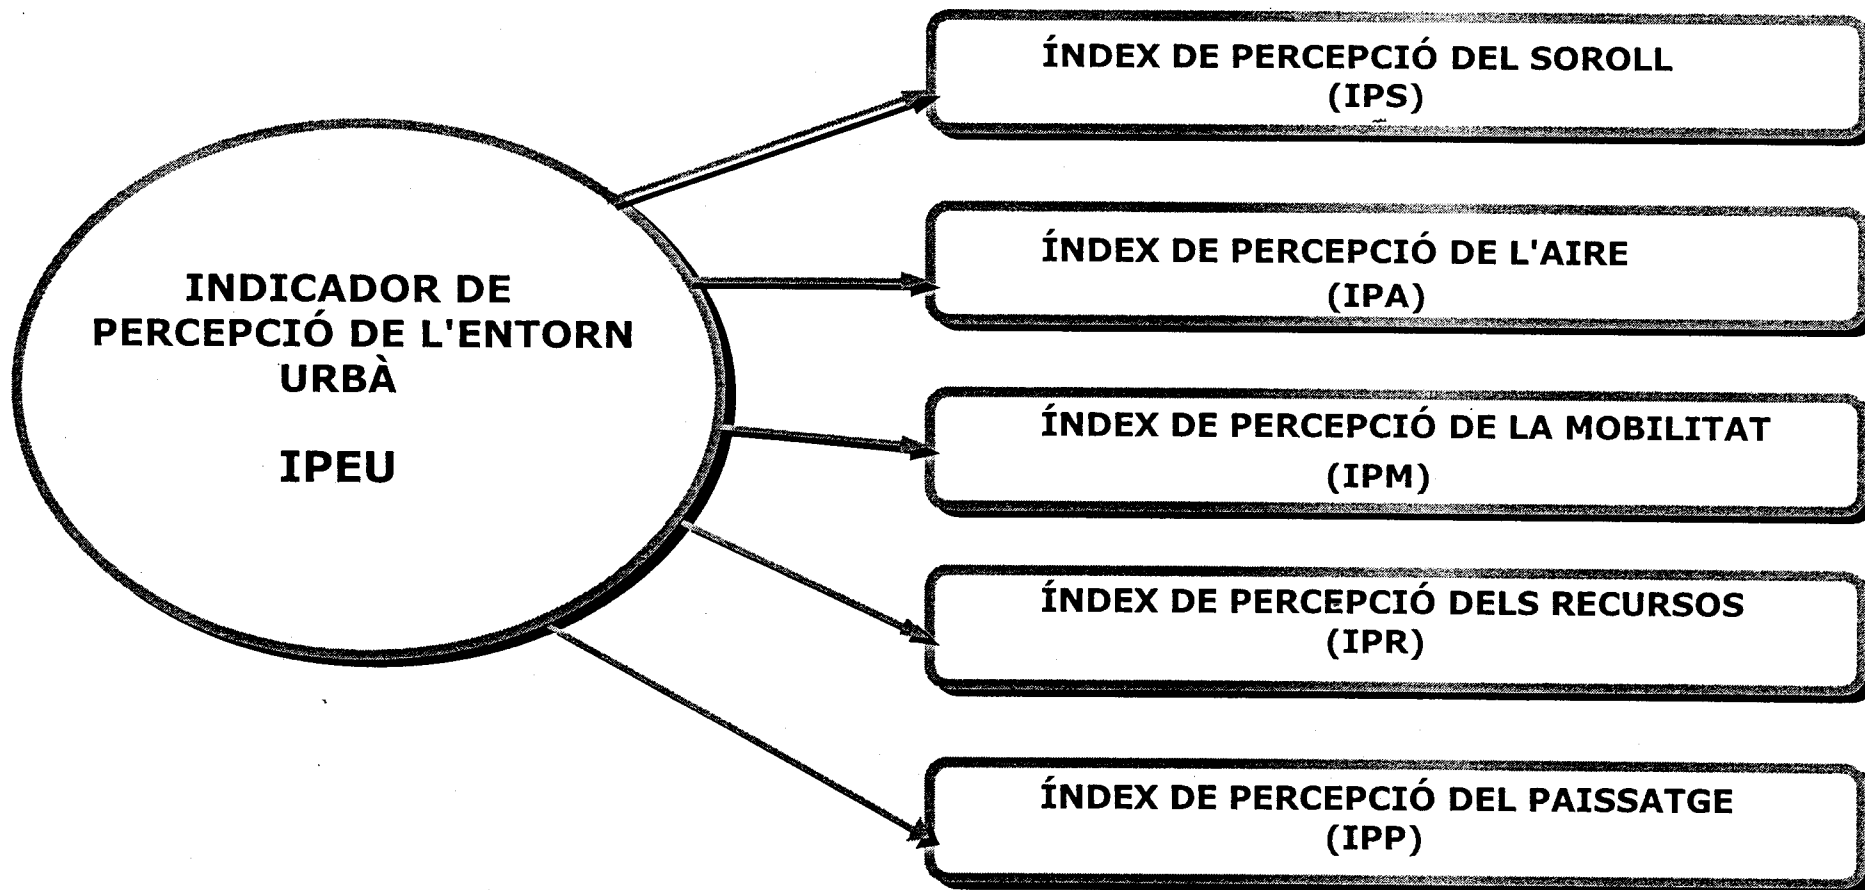 INDICADOR DE
PERCEPCIÓ DE L'ENTORN
URBÀ
IPEU
ÍNDEX DE PERCEPCIÓ DEL SOROLL
(IPS)
ÍNDEX DE PERCEPCIÓ DE L'AIRE
(IPA)
ÍNDEX DE PERCEPCIÓ DE LA MOBILITAT
(IPM)
ÍNDEX DE PERCEPCIÓ DELS RECURSOS
(IPR)
ÍNDEX DE PERCEPCIÓ DEL PAISSATGE
(IPP)